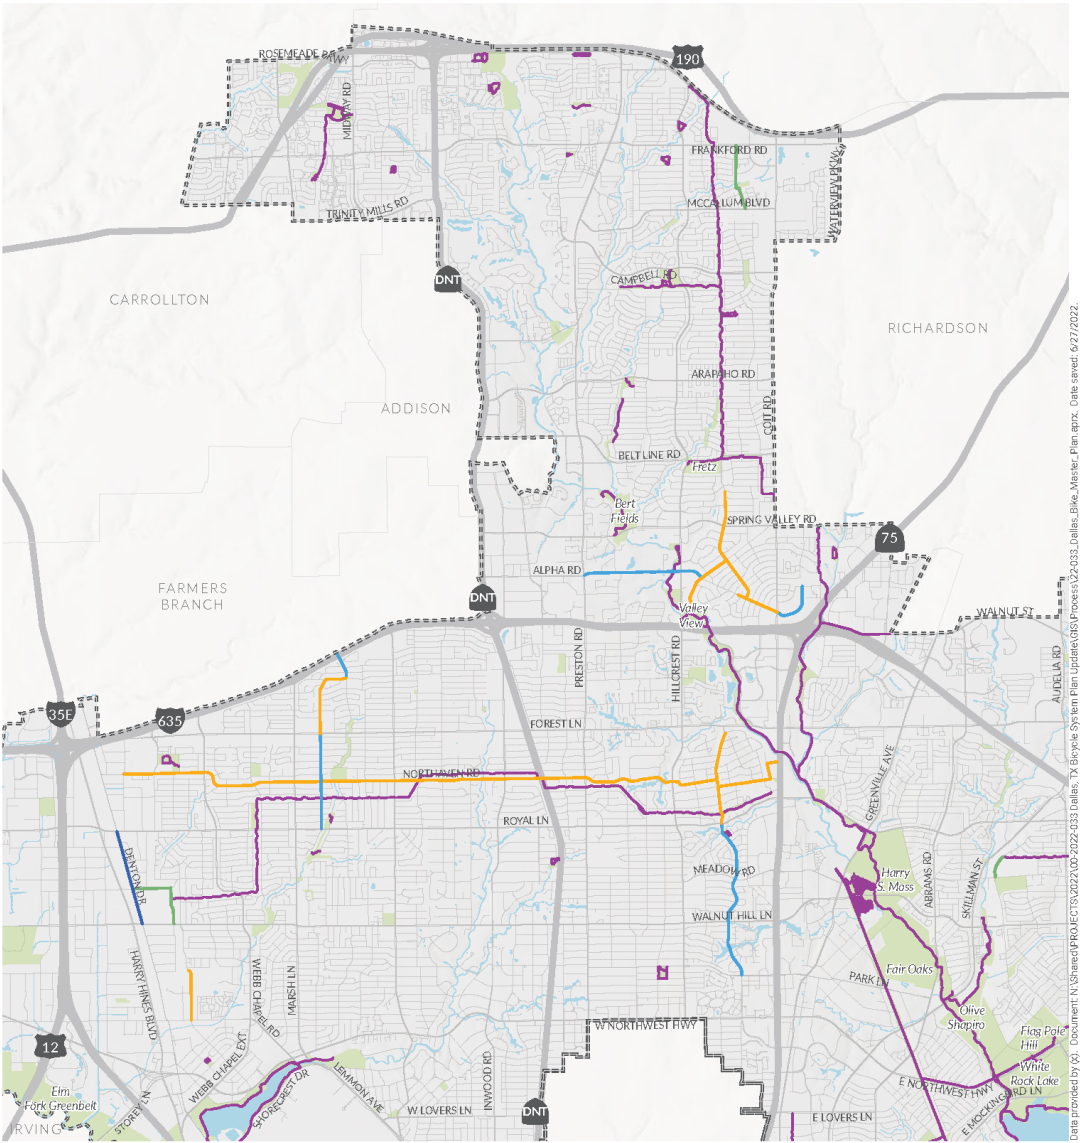 ROSEMEADE PKWY
190
MIDWAY RD
FRANKFORD RD
WATERVIEW PKWY
MCCALLUM BLVD
TRINITY MILLS RD
CAMPBELL RD
DNT
CARROLLTON
RICHARDSON
ARAPAHO RD
ADDISON
COIT RD
BELT LINE RD
Fretz
Bert
Fields
SPRING VALLEY RD
75
ALPHA RD
FARMERS
BRANCH
DNT
Valley
View
WALNUT ST
PRESTON RD
HILLCREST RD
AUDELIA RD
35E
635
FOREST LN
NORTHAVEN RD
GREENVILLE AVE
ROYAL LN
DENTON DR
MEADOW RD
Harry
S. Moss
ABRAMS RD
SKILLMAN ST
WALNUT HILL LN
HARRY HINES BLVD
WEBB CHAPEL RD
MARSH LN
PARK LN
Fair Oaks
Olive
Shapiro
Flag Pole
Hill
W NORTHWEST HWY
12
WEBB CHAPEL EXT
White
Rock Lake
Elm
Fork Greenbelt
SHORECREST DR
LEMMON AVE
INWOOD RD
E NORTHWEST HWY
E MOCKINGBIRD LN
STOREY LN
W LOVERS LN
DNT
E LOVERS LN
IRVING
Data provided by (x). Document: N:\Shared\PROJECTS\2022\00-2022-033 Dallas, TX Bicycle System Plan Update\GIS\Process\22-033_Dallas_Bike_Master_Plan.aprx. Date saved: 6/27/2022.